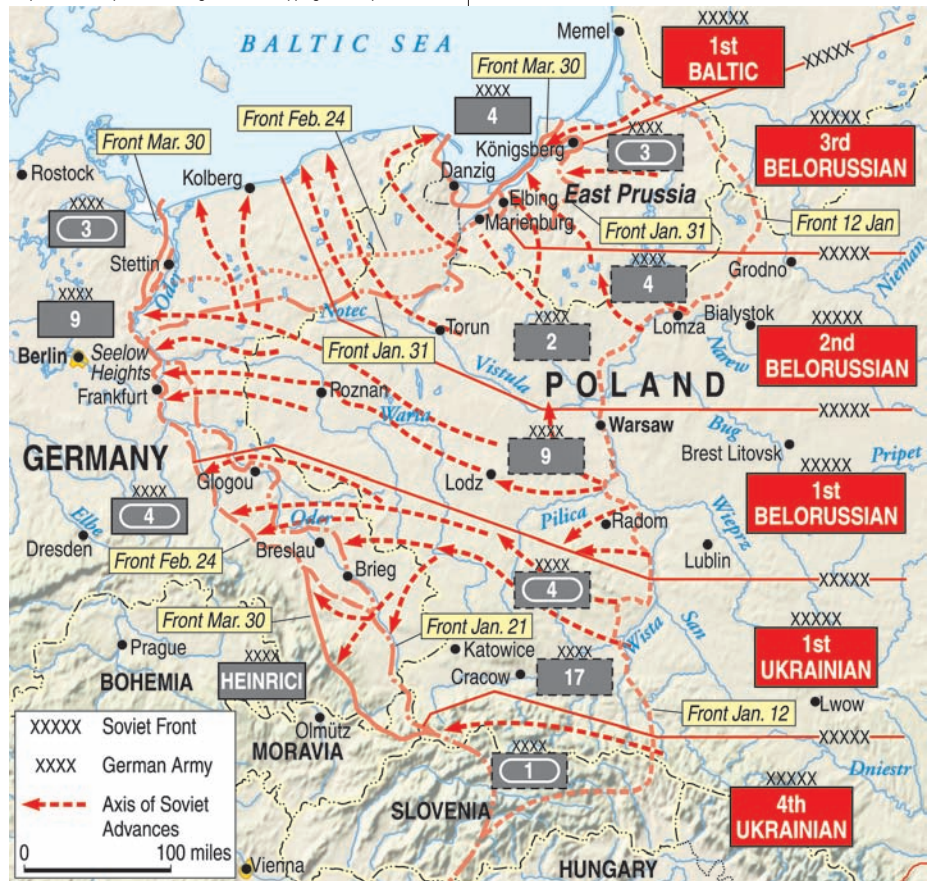 BALTIC SEA
Memel
XXXXX
1st
BALTIC
XXXXX
Front Mar. 30
XXXX
4
Front Feb. 24
Front Mar. 30
Königsberg
XXXX
3
XXXXX
3rd
BELORUSSIAN
Rostock
Kolberg
Danzig
Elbing
East Prussia
Marienburg
Front Jan. 31
Front 12 Jan
XXXX
3
Stettin
Oder
XXXXX
Grodno
Nieman
XXXX
4
XXXX
9
Notec
Torun
XXXX
2
Lomza
Bialystok
Narew
XXXXX
2nd
BELORUSSIAN
Berlin
Seelow
Heights
Front Jan. 31
Vistula
POLAND
Frankfurt
Poznan
Warta
XXXXX
Warsaw
Bug
Brest Litovsk
Pripet
XXXX
9
GERMANY
Glogou
Lodz
XXXXX
1st
BELORUSSIAN
XXXX
4
Elbe
Dresden
Oder
Pilica
Radom
Wieprz
Lublin
Front Feb. 24
Breslau
XXXX
4
XXXXX
Brieg
Front Mar. 30
Front Jan. 21
Wista
San
XXXXX
1st
UKRAINIAN
Prague
BOHEMIA
XXXX
HEINRICI
Katowice
Cracow
XXXX
17
Lwow
Front Jan. 12
Olmütz
MORAVIA
XXXXX
Dniestr
XXXX
1
SLOVENIA
XXXXX
4th
UKRAINIAN
HUNGARY
Vienna
XXXXX Soviet Front
XXXX German Army
Axis of Soviet
Advances
0 100 miles